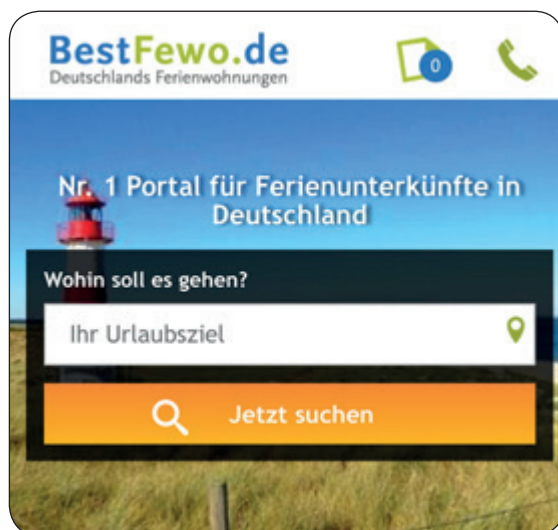 BestFewo.de
Deutschlands Ferienwohnungen
0
Nr. 1 Portal für Ferienunterkünfte in
Deutschland
Wohin soll es gehen?
Ihr Urlaubsziel
Jetzt suchen